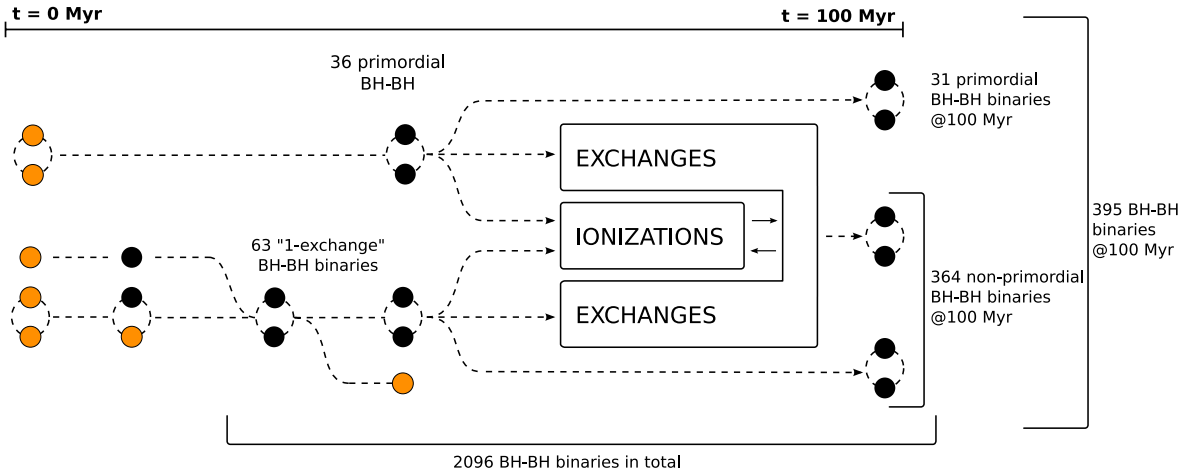 t = 0 Myr
t = 100 Myr
36 primordial
BH-BH
31 primordial
BH-BH binaries
@100 Myr
EXCHANGES
IONIZATIONS
EXCHANGES
63 "1-exchange"
BH-BH binaries
395 BH-BH
binaries
@100 Myr
364 non-primordial
BH-BH binaries
@100 Myr
2096 BH-BH binaries in total